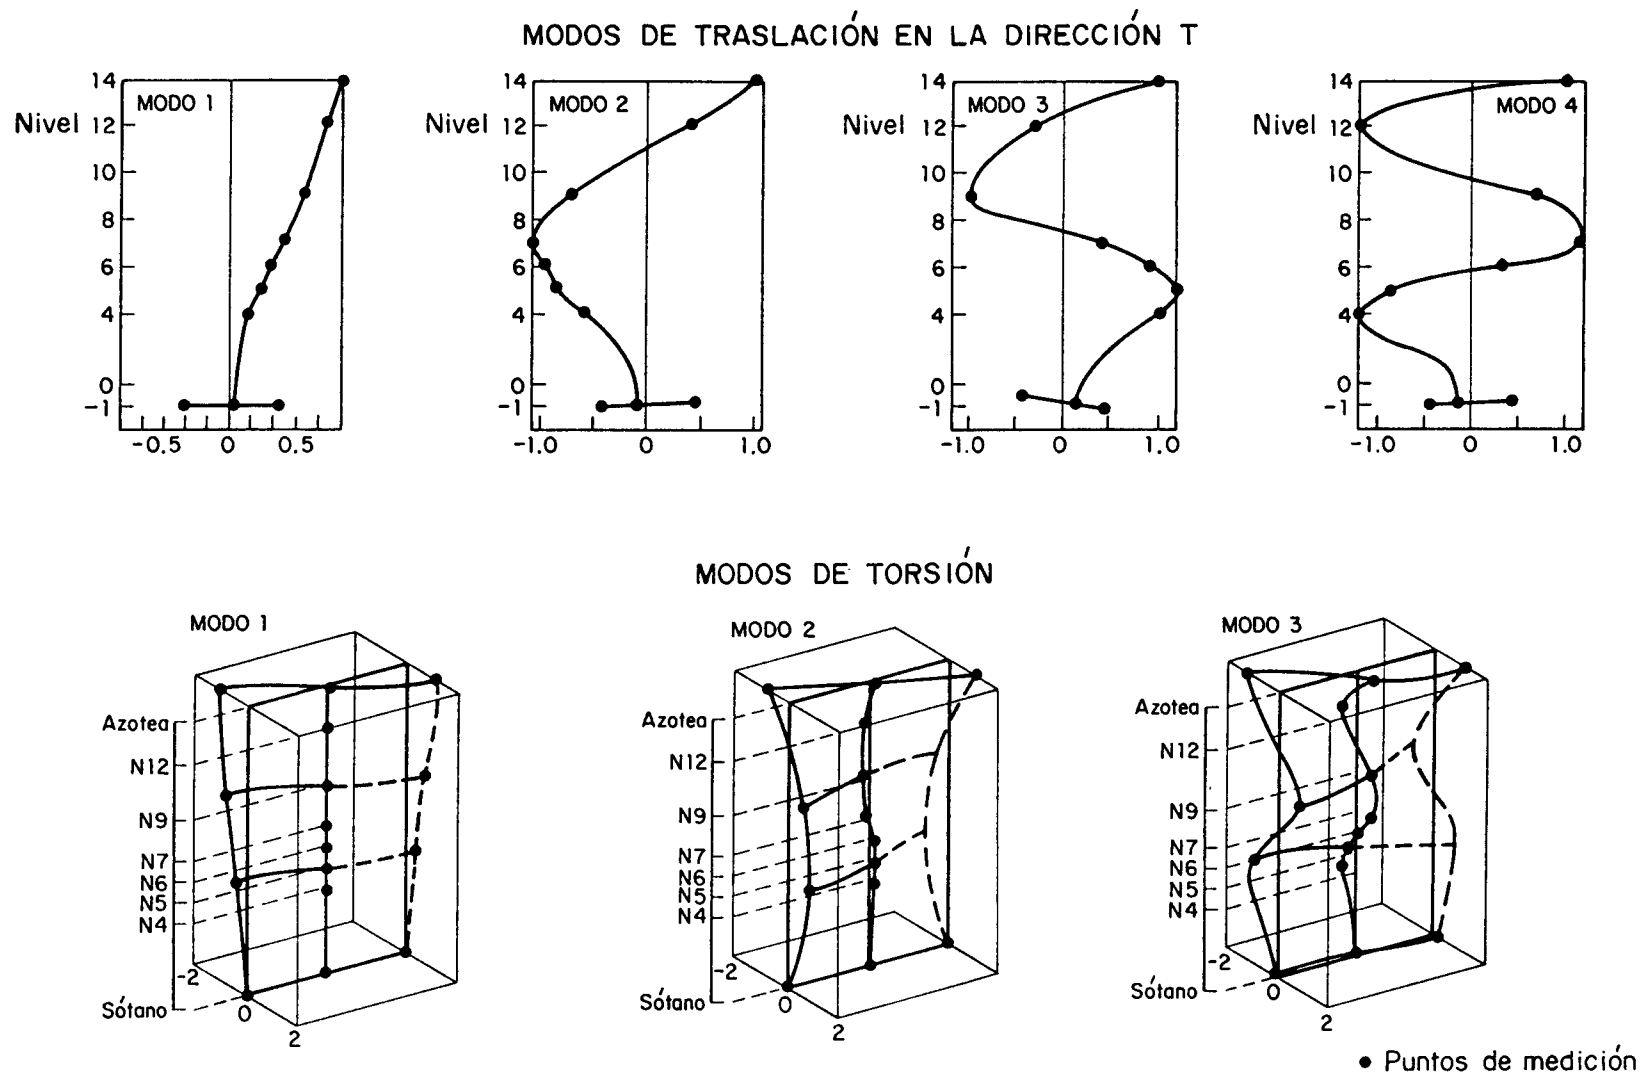 MODOS DE TRASLACIÓN EN LA DIRECCIÓN T
MODO 1
Nivel
14
12
10
8
6
4
0
-1
-0.5 0 0.5
MODO 2
Nivel
14
12
10
8
6
4
0
-1
-1.0 0 1.0
MODO 3
Nivel
14
12
10
8
6
4
0
-1
-1.0 0 1.0
MODO 4
Nivel
14
12
10
8
6
4
0
-1
-1.0 0 1.0
MODOS DE TORSIÓN
MODO 1
Azotea
N12
N9
N7
N6
N5
N4
Sótano
-2
0
2
MODO 2
Azotea
N12
N9
N7
N6
N5
N4
Sótano
-2
0
2
MODO 3
Azotea
N12
N9
N7
N6
N5
N4
Sótano
-2
0
2
● Puntos de medición